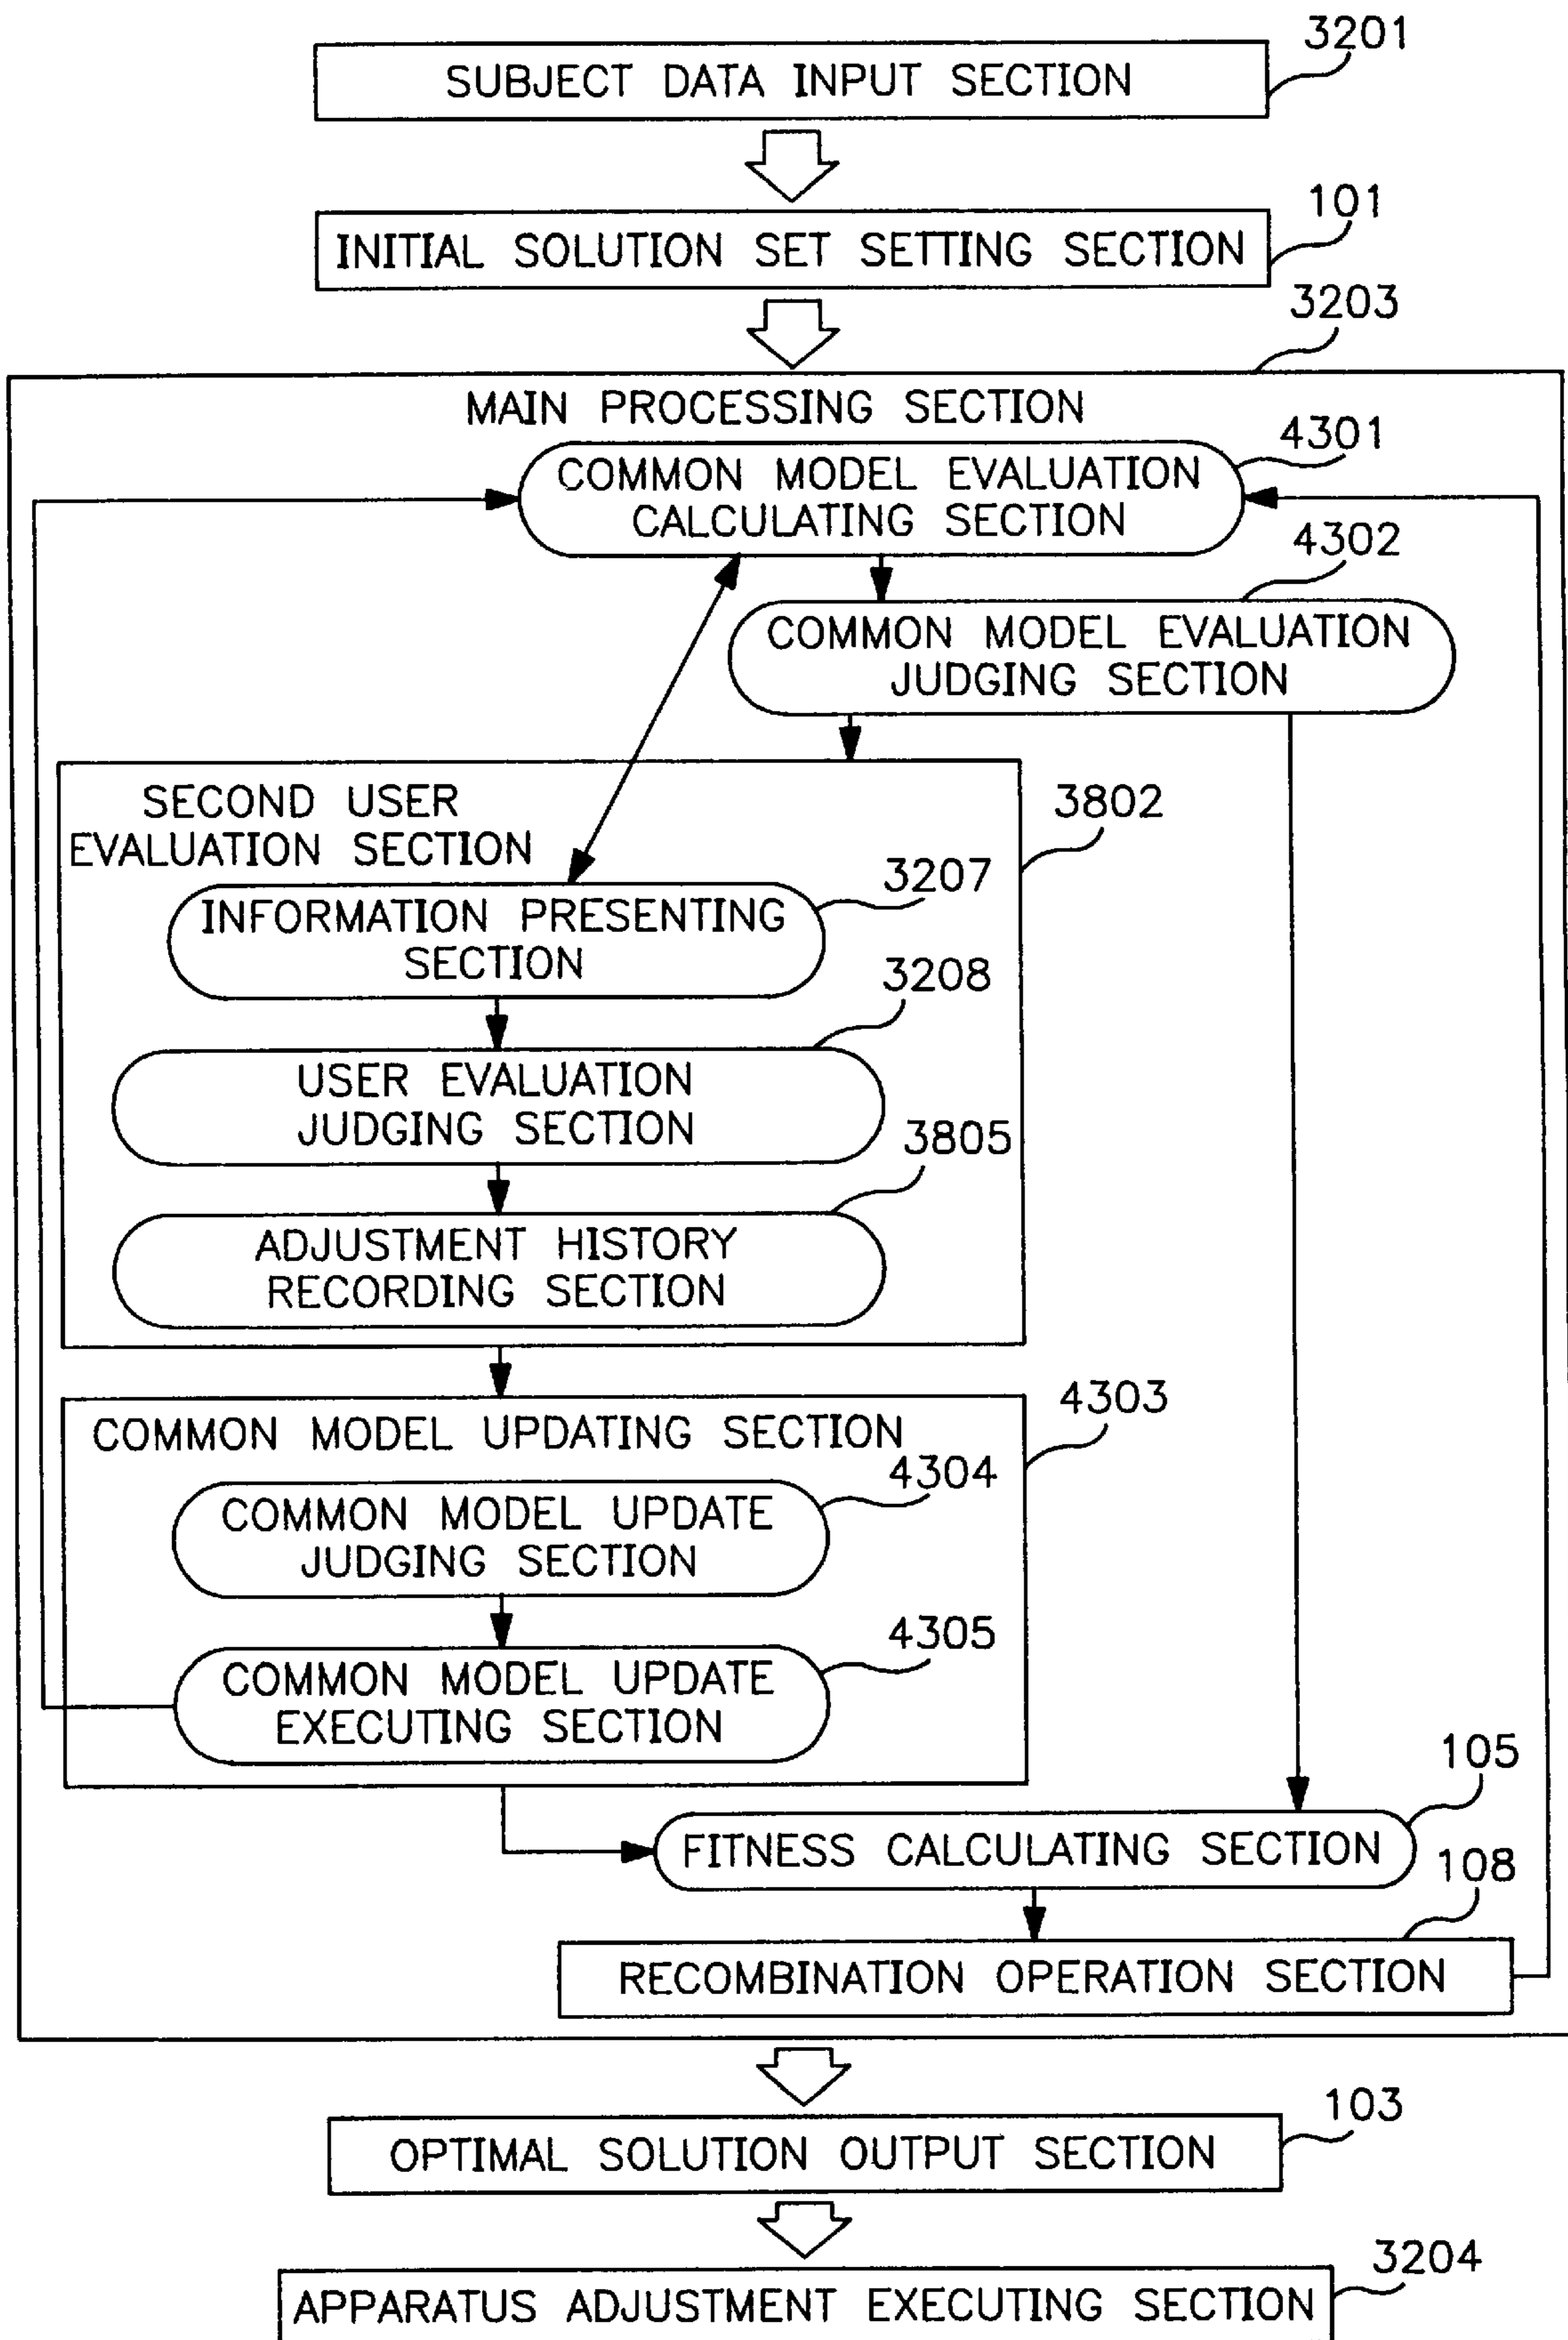 3201
SUBJECT DATA INPUT SECTION
101
INITIAL SOLUTION SET SETTING SECTION
3203
MAIN PROCESSING SECTION
4301
COMMON MODEL EVALUATION
CALCULATING SECTION
4302
COMMON MODEL EVALUATION
JUDGING SECTION
SECOND USER
EVALUATION SECTION
3802
3207
INFORMATION PRESENTING
SECTION
3208
USER EVALUATION
JUDGING SECTION
3805
ADJUSTMENT HISTORY
RECORDING SECTION
4303
COMMON MODEL UPDATING SECTION
4304
COMMON MODEL UPDATE
JUDGING SECTION
4305
COMMON MODEL UPDATE
EXECUTING SECTION
105
FITNESS CALCULATING SECTION
108
RECOMBINATION OPERATION SECTION
103
OPTIMAL SOLUTION OUTPUT SECTION
3204
APPARATUS ADJUSTMENT EXECUTING SECTION